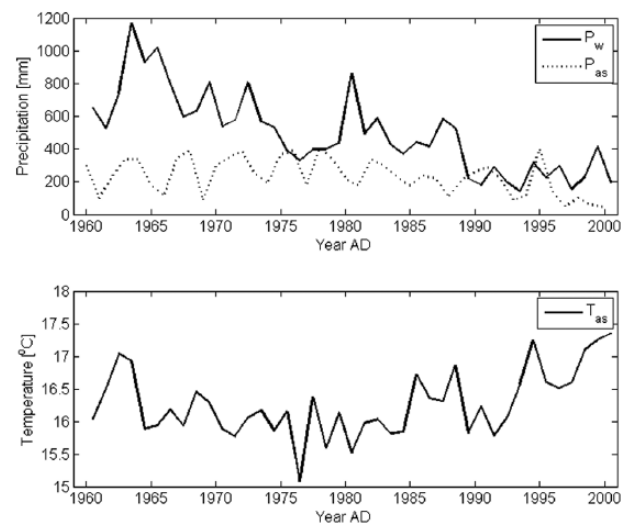 1200
1000
800
600
400
200
0
Precipitation [mm]
P_w
P_as
1960 1965 1970 1975 1980 1985 1990 1995 2000
Year AD
18
17.5
17
16.5
16
15.5
15
Temperature [°C]
T_as
1960 1965 1970 1975 1980 1985 1990 1995 2000
Year AD